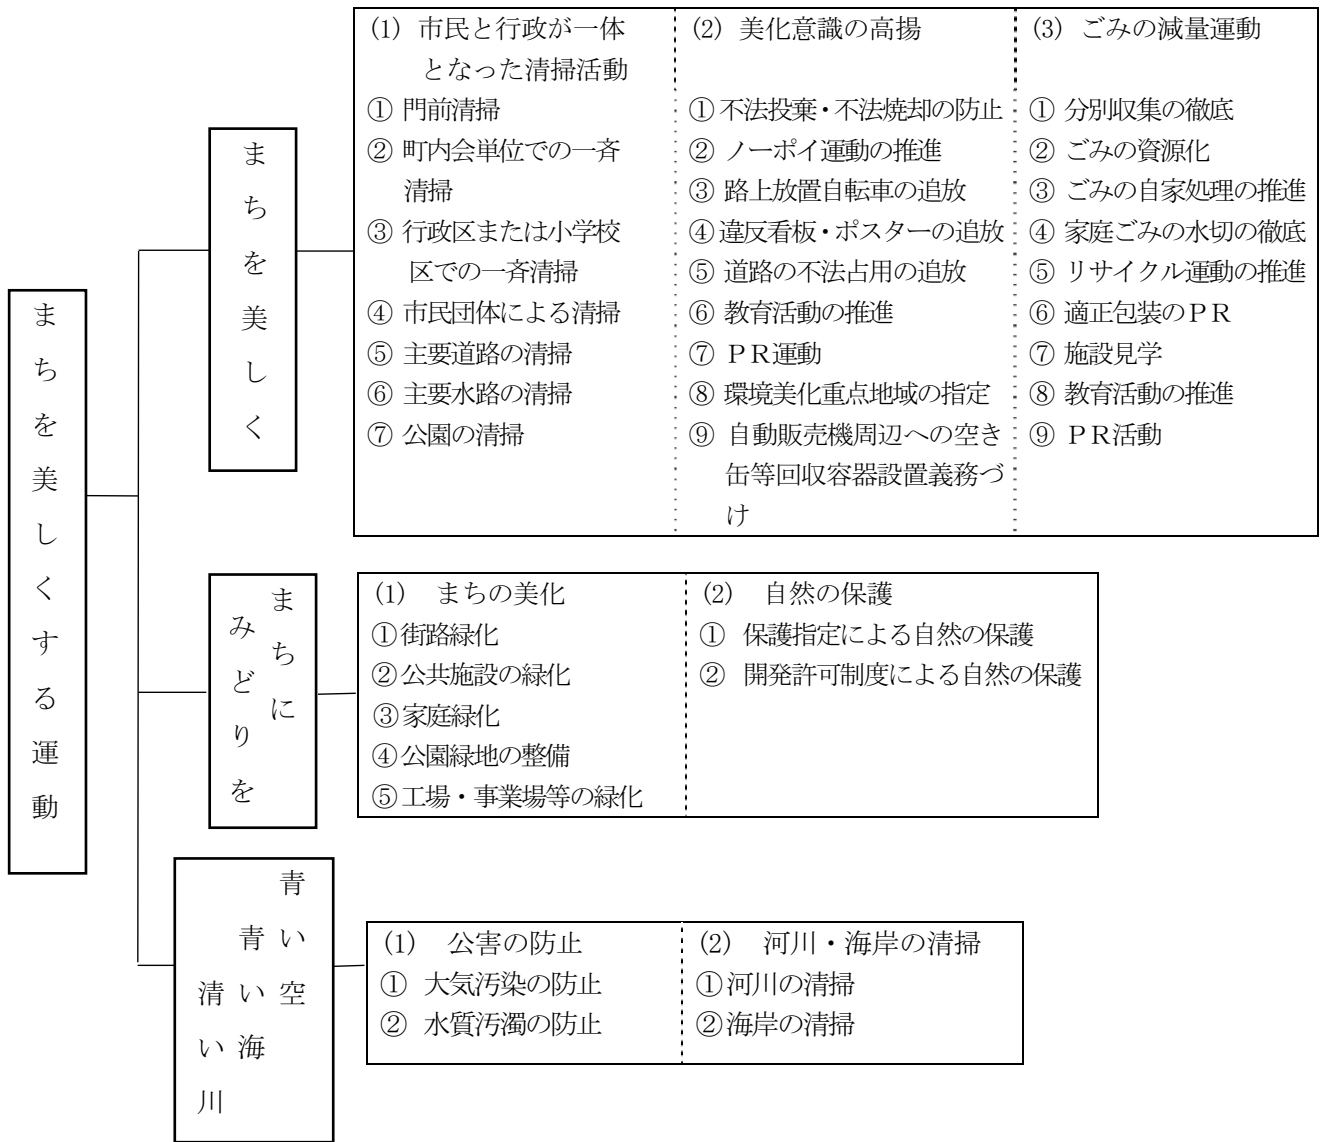 まちを美しくする運動
まちを美しく
(1) 市民と行政が一体
となった清掃活動
① 門前清掃
② 町内会単位での一斉
清掃
③ 行政区または小学校
区での一斉清掃
④ 市民団体による清掃
⑤ 主要道路の清掃
⑥ 主要水路の清掃
⑦ 公園の清掃
(2) 美化意識の高揚
① 不法投棄・不法焼却の防止
② ノーポイ運動の推進
③ 路上放置自転車の追放
④ 違反看板・ポスターの追放
⑤ 道路の不法占用の追放
⑥ 教育活動の推進
⑦ ＰＲ運動
⑧ 環境美化重点地域の指定
⑨ 自動販売機周辺への空き
缶等回収容器設置義務づ
け
(3) ごみの減量運動
① 分別収集の徹底
② ごみの資源化
③ ごみの自家処理の推進
④ 家庭ごみの水切の徹底
⑤ リサイクル運動の推進
⑥ 適正包装のＰＲ
⑦ 施設見学
⑧ 教育活動の推進
⑨ ＰＲ活動
まちに
みどりを
(1) まちの美化
①街路緑化
②公共施設の緑化
③家庭緑化
④公園緑地の整備
⑤工場・事業場等の緑化
(2) 自然の保護
① 保護指定による自然の保護
② 開発許可制度による自然の保護
青い空
青い海
清い川
(1) 公害の防止
① 大気汚染の防止
② 水質汚濁の防止
(2) 河川・海岸の清掃
①河川の清掃
②海岸の清掃